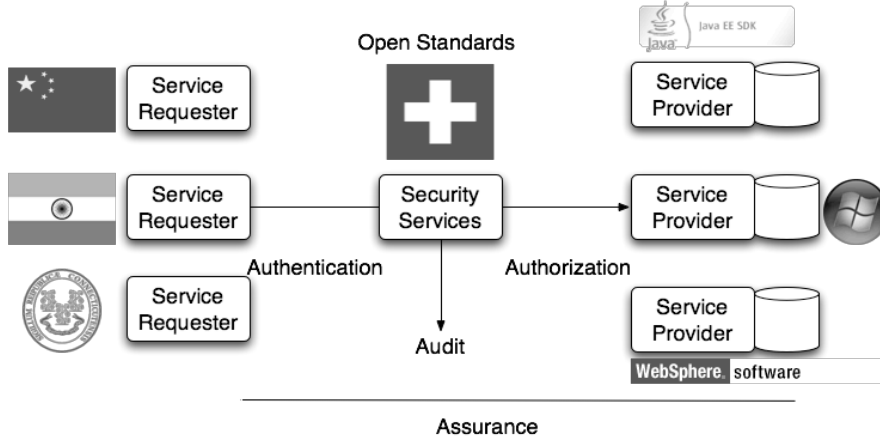 Java
Java EE SDK
Open Standards
Service
Requester
Service
Provider
Service
Requester
Security
Services
Service
Provider
Authentication
Authorization
Service
Requester
Service
Provider
Audit
WebSphere. software
Assurance